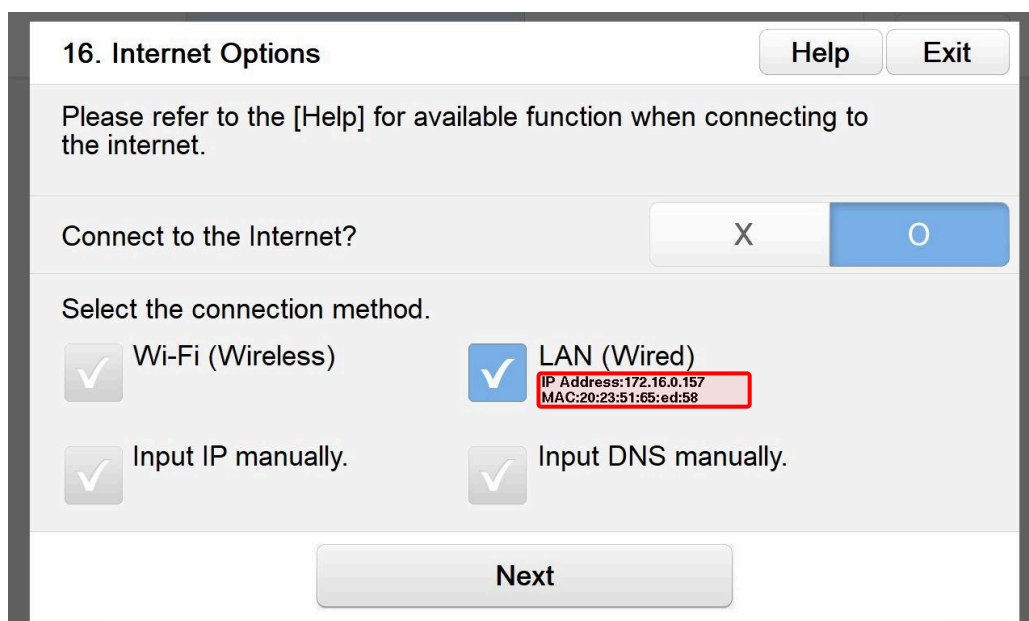 16. Internet Options
Help
Exit
Please refer to the [Help] for available function when connecting to
the internet.
Connect to the Internet?
X
O
Select the connection method.
Wi-Fi (Wireless)
LAN (Wired)
IP Address:172.16.0.157
MAC:20:23:51:65:ed:58
Input IP manually.
Input DNS manually.
Next